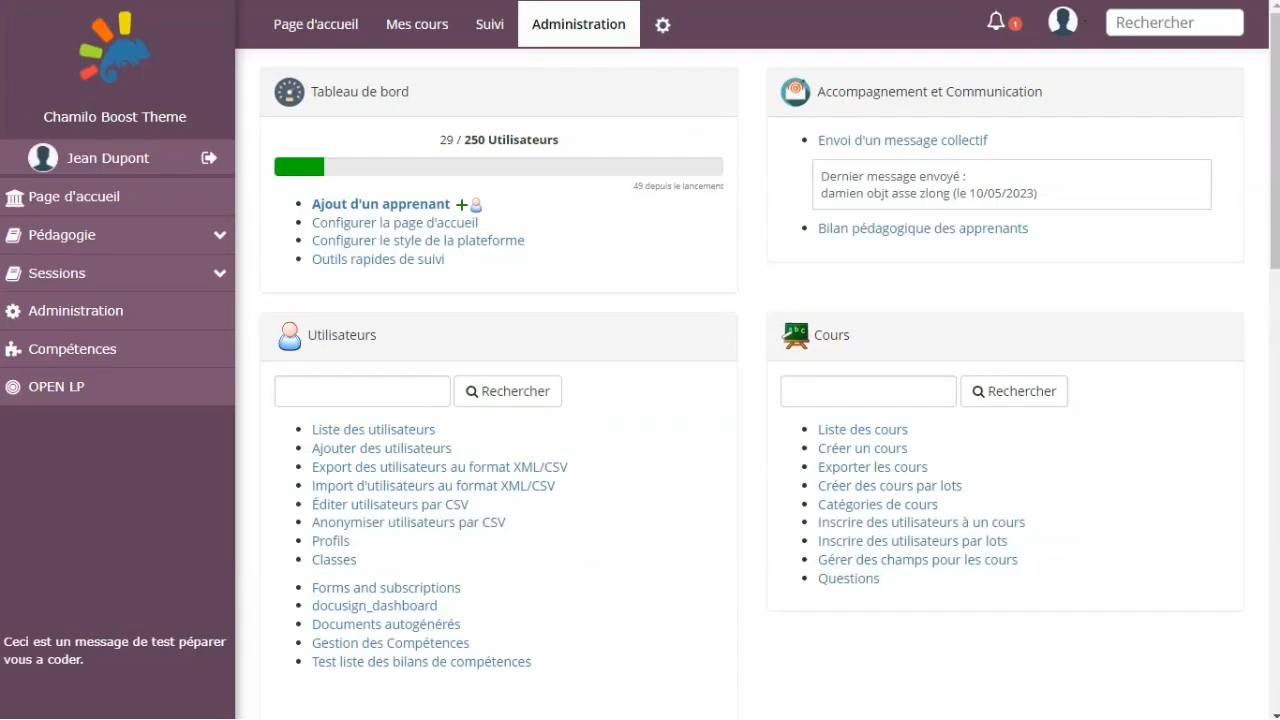 Chamilo Boost Theme
Jean Dupont
Page d'accueil
Pédagogie
Sessions
Administration
Compétences
OPEN LP
Ceci est un message de test péparer
vous a coder.
Page d'accueil
Mes cours
Suivi
Administration
1
Rechercher
Tableau de bord
29 / 250 Utilisateurs
49 depuis le lancement
Ajout d'un apprenant
Configurer la page d'accueil
Configurer le style de la plateforme
Outils rapides de suivi
Accompagnement et Communication
Envoi d'un message collectif
Dernier message envoyé :
damien objt asse zlong (le 10/05/2023)
Bilan pédagogique des apprenants
Utilisateurs
Rechercher
Liste des utilisateurs
Ajouter des utilisateurs
Export des utilisateurs au format XML/CSV
Import d'utilisateurs au format XML/CSV
Éditer utilisateurs par CSV
Anonymiser utilisateurs par CSV
Profils
Classes
Forms and subscriptions
docusign_dashboard
Documents autogénérés
Gestion des Compétences
Test liste des bilans de compétences
abc
Cours
Rechercher
Liste des cours
Créer un cours
Exporter les cours
Créer des cours par lots
Catégories de cours
Inscrire des utilisateurs à un cours
Inscrire des utilisateurs par lots
Gérer des champs pour les cours
Questions